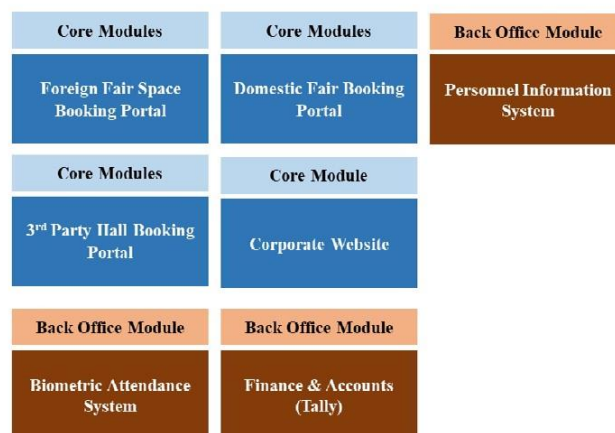 Core Modules
Foreign Fair Space
Booking Portal
Core Modules
Domestic Fair Booking
Portal
Back Office Module
Personnel Information
System
Core Modules
3rd Party Hall Booking
Portal
Core Module
Corporate Website
Back Office Module
Biometric Attendance
System
Back Office Module
Finance & Accounts
(Tally)